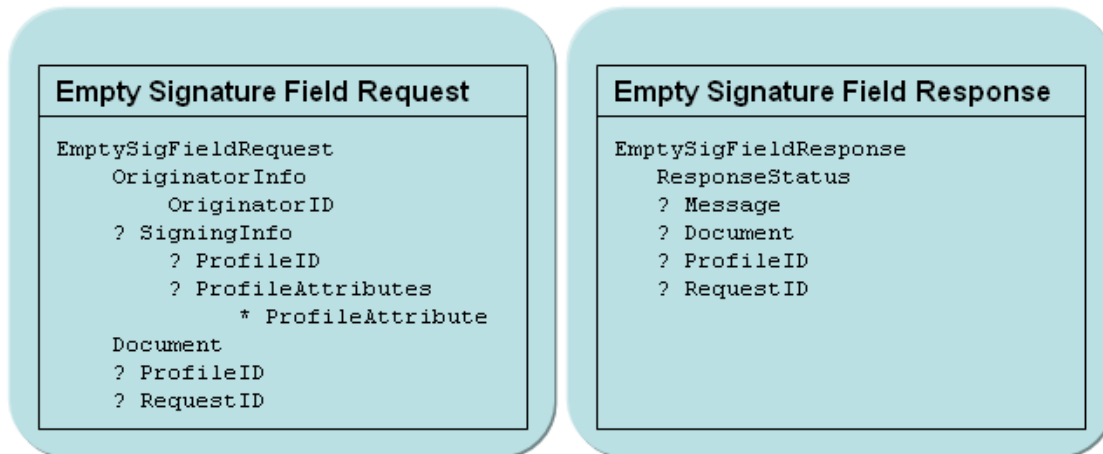 Empty Signature Field Request
EmptySigFieldRequest
OriginatorInfo
OriginatorID
? SigningInfo
? ProfileID
? ProfileAttributes
* ProfileAttribute
Document
? ProfileID
? RequestID
Empty Signature Field Response
EmptySigFieldResponse
ResponseStatus
? Message
? Document
? ProfileID
? RequestID